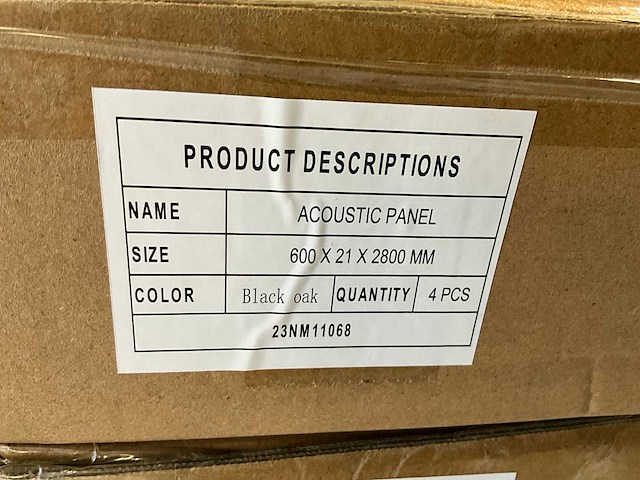 PRODUCT DESCRIPTIONS
NAME ACOUSTIC PANEL
SIZE 600 X 21 X 2800 MM
COLOR Black oak QUANTITY 4 PCS
23NM11068